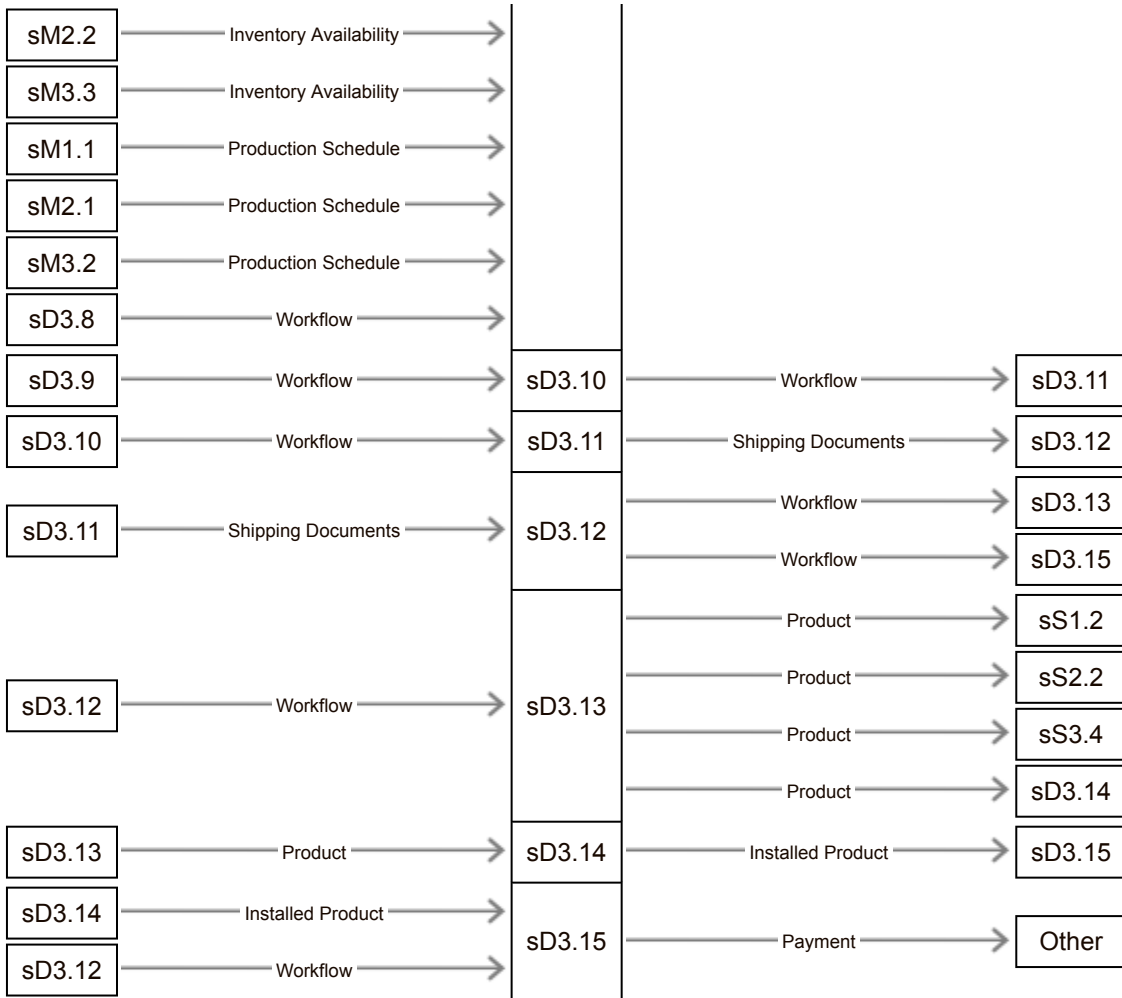 sM2.2 Inventory Availability
sM3.3 Inventory Availability
sM1.1 Production Schedule
sM2.1 Production Schedule
sM3.2 Production Schedule
sD3.8 Workflow
sD3.9 Workflow sD3.10 Workflow sD3.11
sD3.10 Workflow sD3.11 Shipping Documents sD3.12
Workflow sD3.13
sD3.11 Shipping Documents sD3.12
Workflow sD3.15
Product sS1.2
Product sS2.2
sD3.12 Workflow sD3.13
Product sS3.4
Product sD3.14
sD3.13 Product sD3.14 Installed Product sD3.15
sD3.14 Installed Product
sD3.15 Payment Other
sD3.12 Workflow